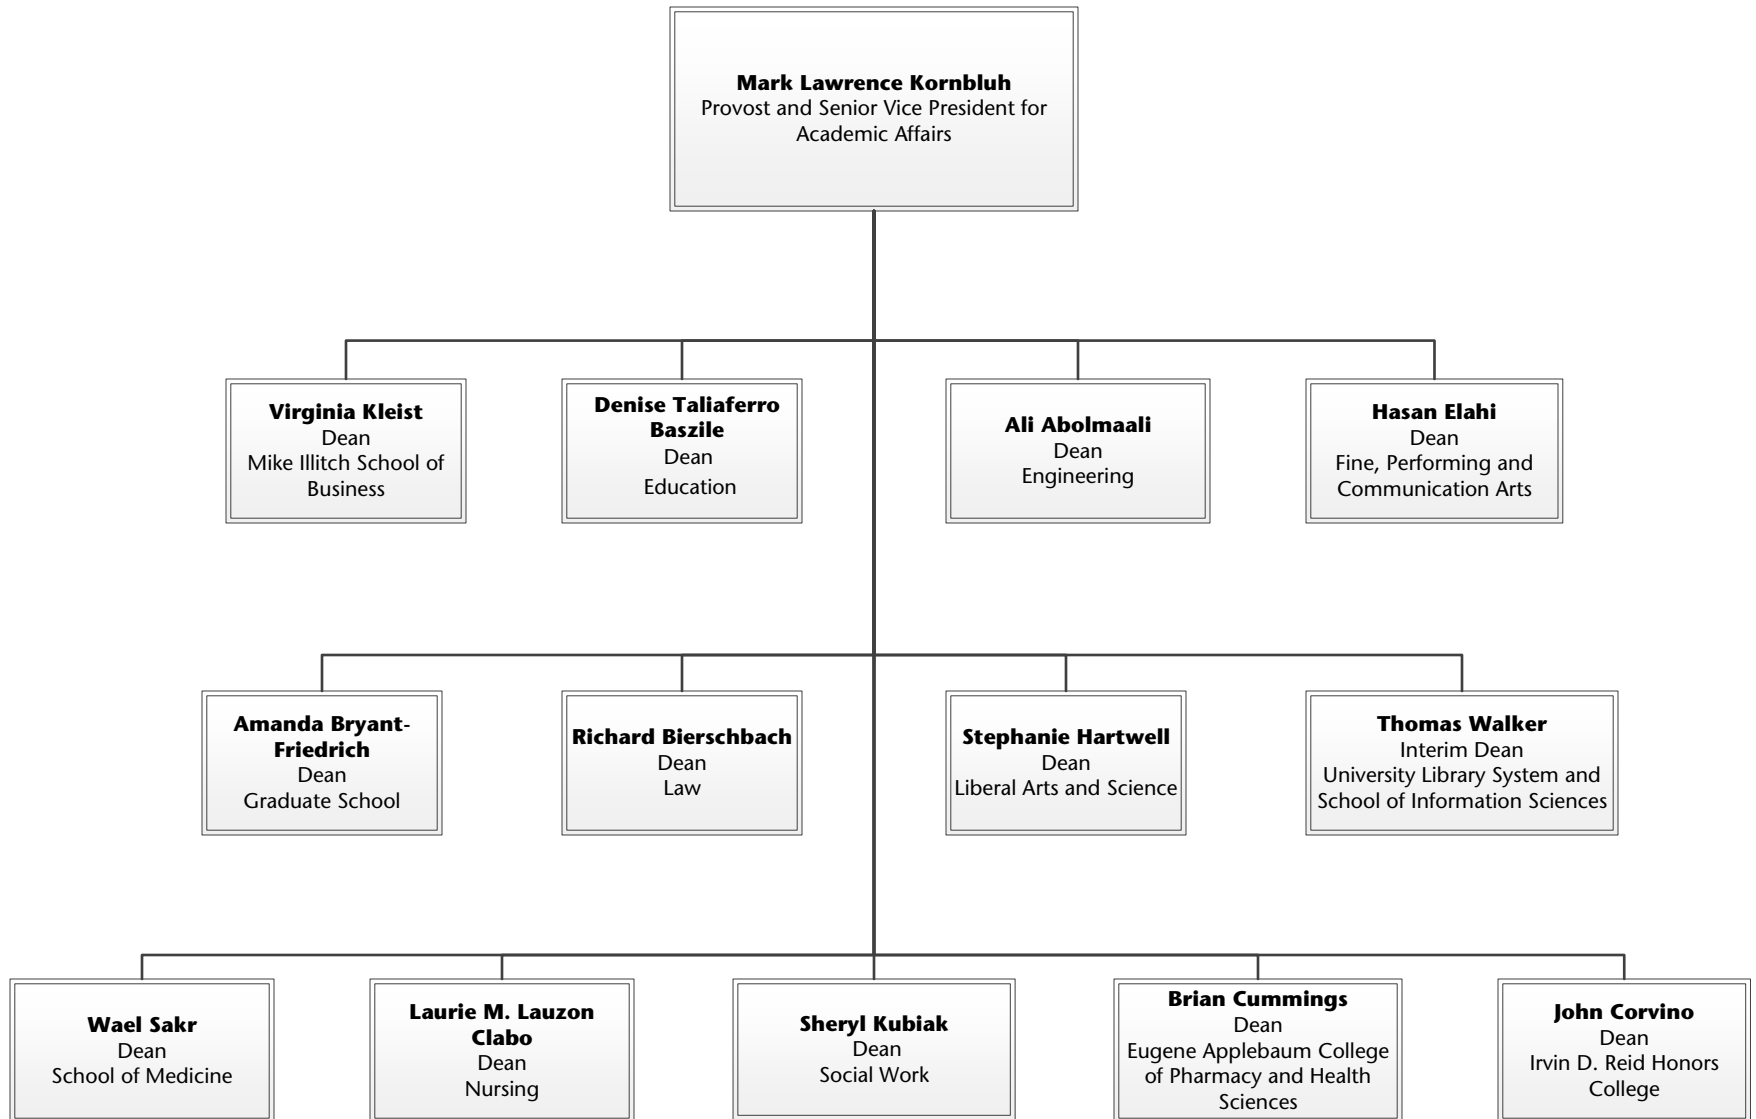 Mark Lawrence Kornbluh
Provost and Senior Vice President for
Academic Affairs
Virginia Kleist
Dean
Mike Illitch School of
Business
Denise Taliaferro
Baszile
Dean
Education
Ali Abolmaali
Dean
Engineering
Hasan Elahi
Dean
Fine, Performing and
Communication Arts
Amanda Bryant-
Friedrich
Dean
Graduate School
Richard Bierschbach
Dean
Law
Stephanie Hartwell
Dean
Liberal Arts and Science
Thomas Walker
Interim Dean
University Library System and
School of Information Sciences
Wael Sakr
Dean
School of Medicine
Laurie M. Lauzon
Clabo
Dean
Nursing
Sheryl Kubiak
Dean
Social Work
Brian Cummings
Dean
Eugene Applebaum College
of Pharmacy and Health
Sciences
John Corvino
Dean
Irvin D. Reid Honors
College